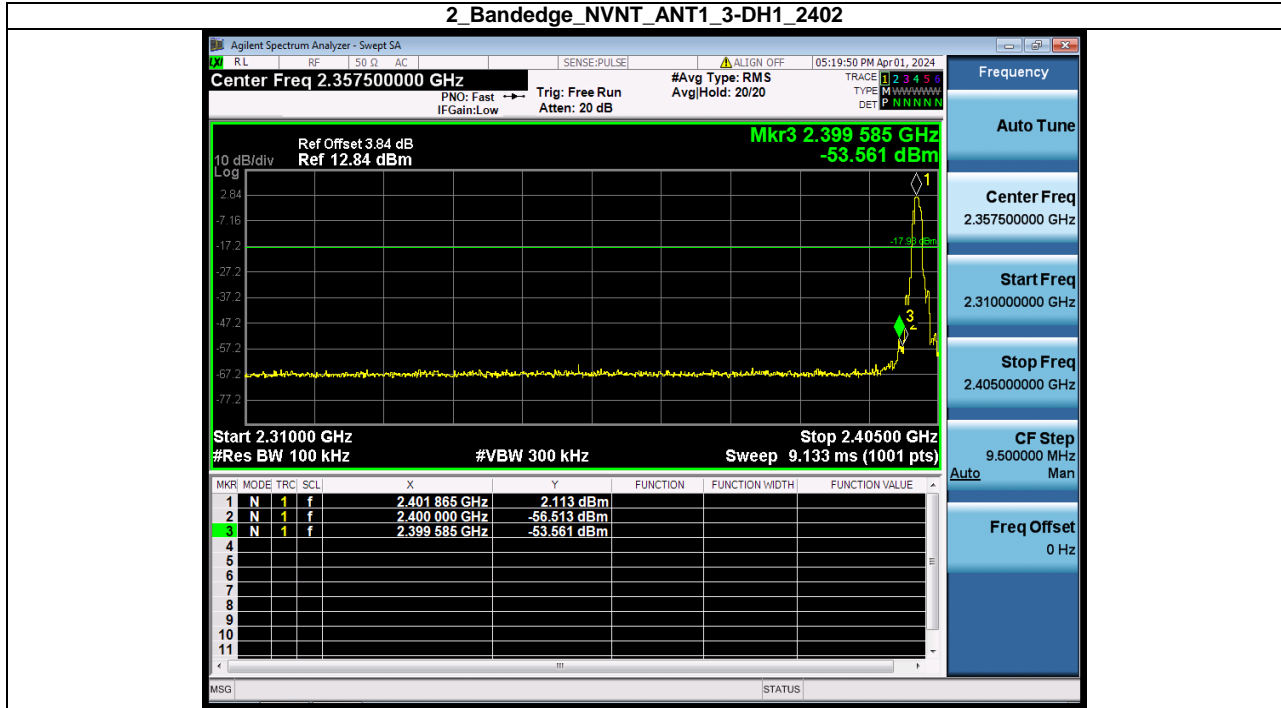 2_Bandedge_NVNT_ANT1_3-DH1_2402
Agilent Spectrum Analyzer - Swept SA
LXI RL RF 50 Ω AC SENSE:PULSE ALIGN OFF 05:19:50 PM Apr 01, 2024
Center Freq 2.357500000 GHz
PNO: Fast
IFGain:Low
Trig: Free Run
Atten: 20 dB
#Avg Type: RMS
Avg|Hold: 20/20
TRACE 1 2 3 4 5 6
TYPE M WWWWW
DET P N N N N N
Mkr3 2.399 585 GHz
-53.561 dBm
Ref Offset 3.84 dB
10 dB/div Ref 12.84 dBm
Log
1
2.84
-7.16
-17.2
-17.93 dBm
-27.2
-37.2
-47.2
3
2
-57.2
-67.2
-77.2
Start 2.31000 GHz Stop 2.40500 GHz
#Res BW 100 kHz #VBW 300 kHz Sweep 9.133 ms (1001 pts)
MKR MODE TRC SCL X Y FUNCTION FUNCTION WIDTH FUNCTION VALUE
1 N 1 f 2.401 865 GHz 2.113 dBm
2 N 1 f 2.400 000 GHz -56.513 dBm
3 N 1 f 2.399 585 GHz -53.561 dBm
4
5
6
7
8
9
10
11
MSG STATUS
Frequency
Auto Tune
Center Freq
2.357500000 GHz
Start Freq
2.310000000 GHz
Stop Freq
2.405000000 GHz
CF Step
9.500000 MHz
Auto Man
Freq Offset
0 Hz